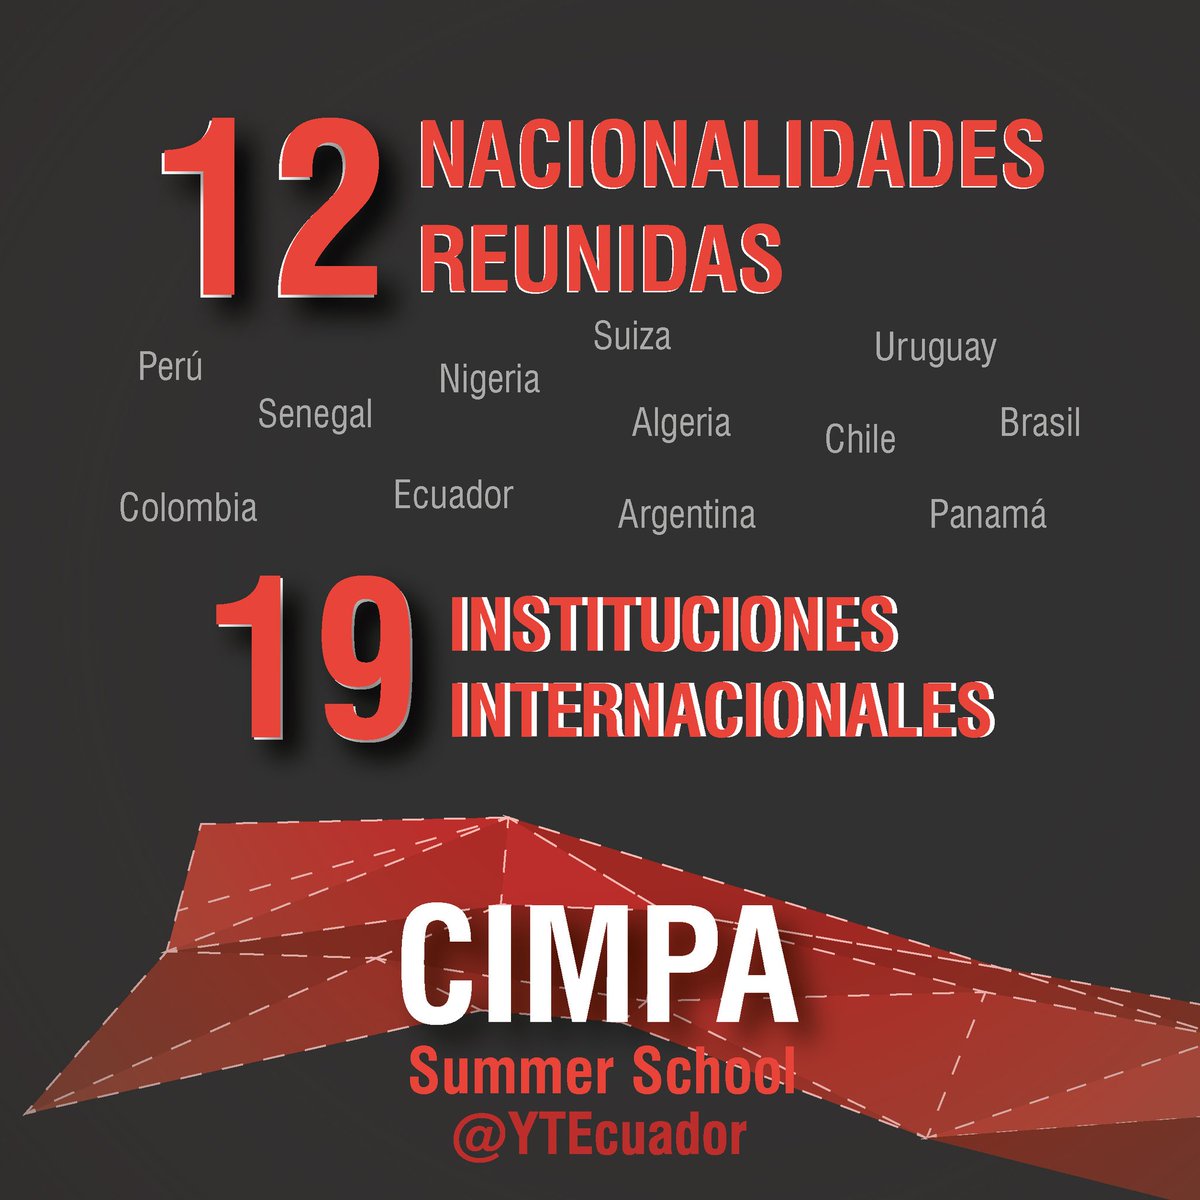 12 NACIONALIDADES
REUNIDAS
Suiza
Uruguay
Perú
Nigeria
Senegal
Algeria
Chile
Brasil
Colombia
Ecuador
Argentina
Panamá
19 INSTITUCIONES
INTERNACIONALES
CIMPA
Summer School
@YTEcuador